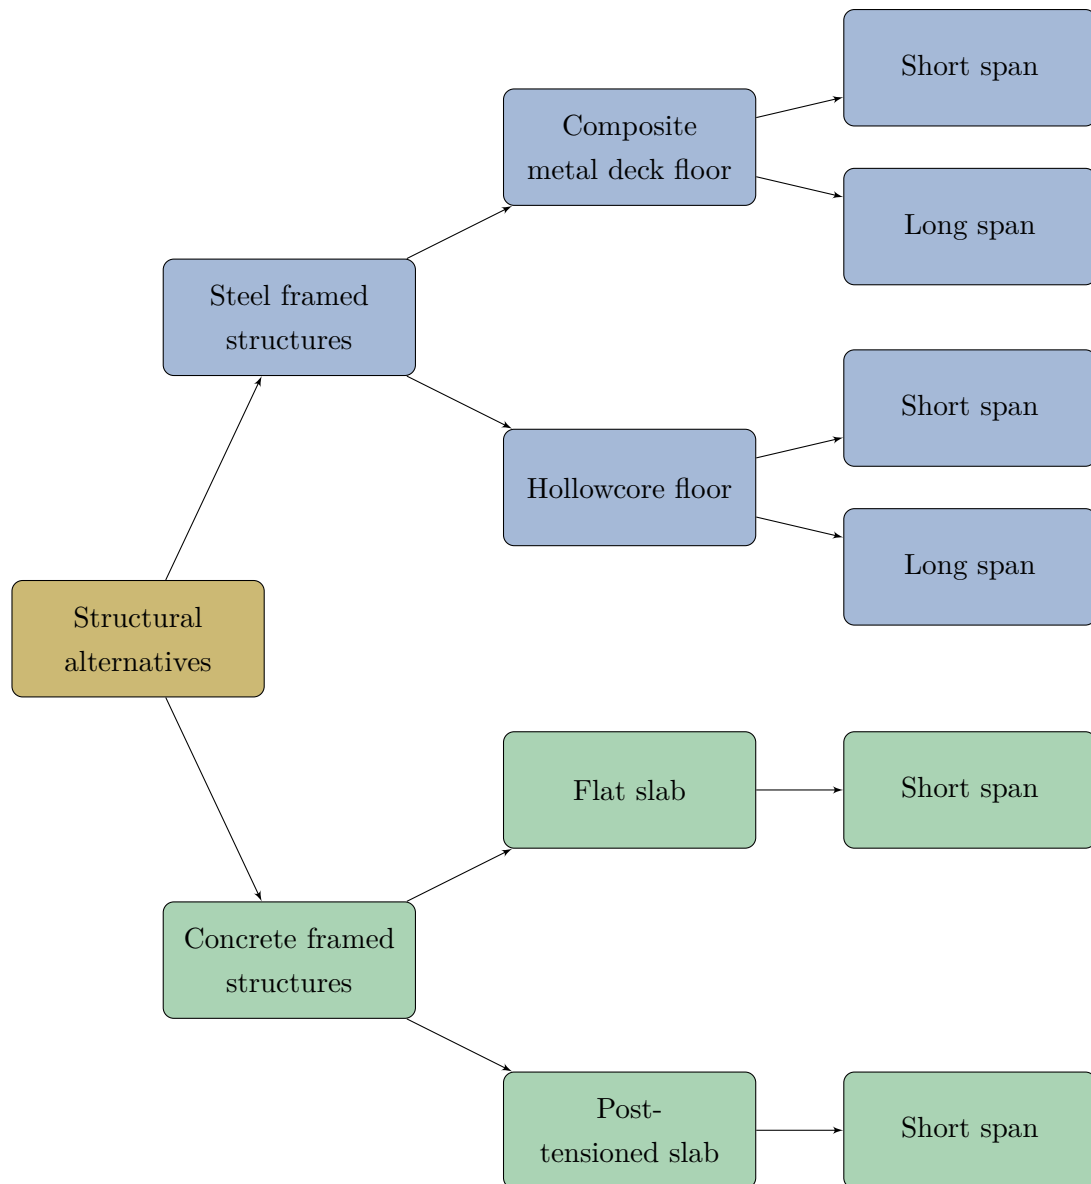 Short span
Composite
metal deck floor
Long span
Steel framed
structures
Short span
Hollowcore floor
Long span
Structural
alternatives
Flat slab
Short span
Concrete framed
structures
Post-
tensioned slab
Short span